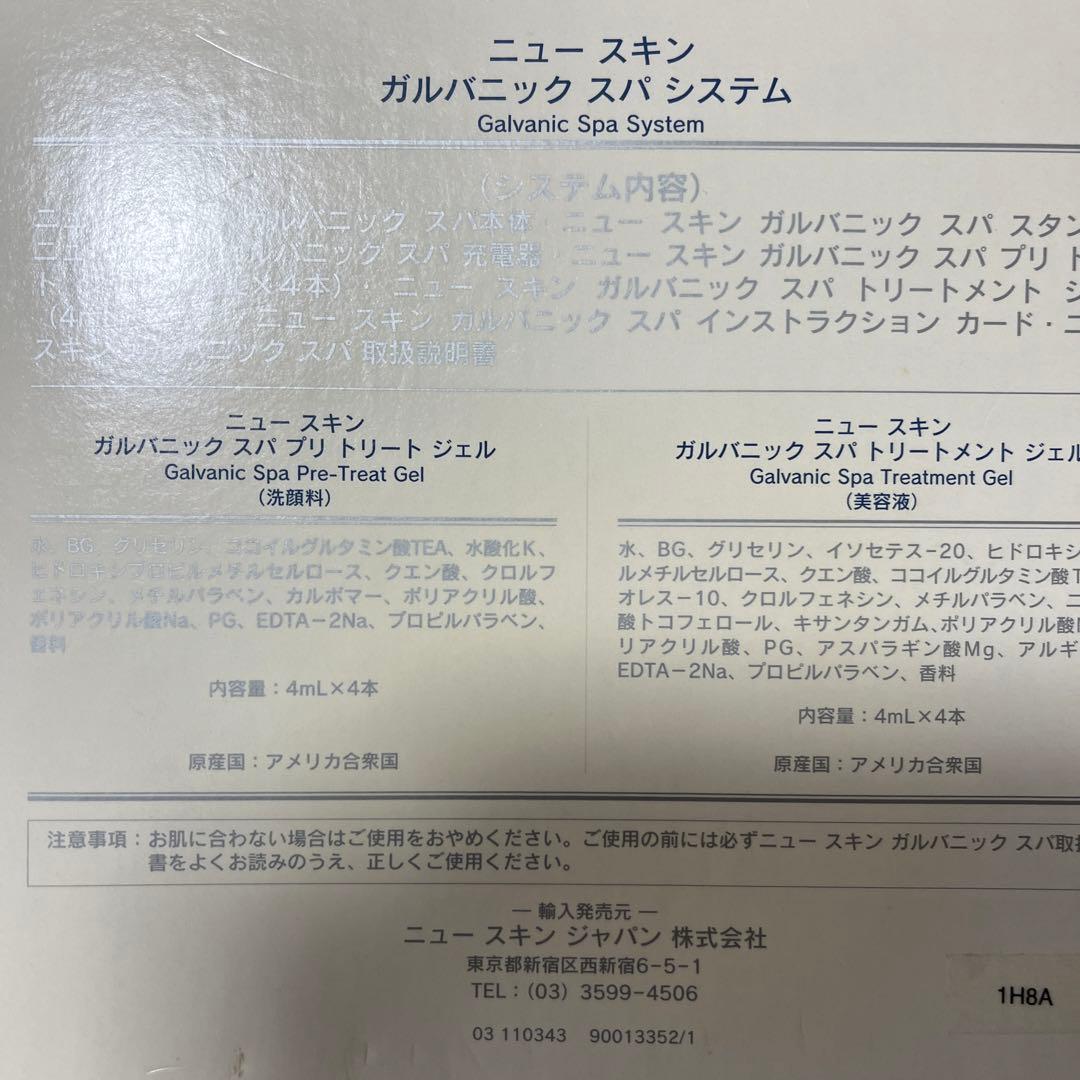 ニュー スキン
ガルバニック スパ システム
Galvanic Spa System
(システム内容)
ガルバニック スパ本体・ニュー スキン ガルバニック スパ スタン
バニック スパ 充電器・ニュー スキン ガルバニック スパ プリ ト
×4本)・ ニュー スキン ガルバニック スパ トリートメント ジ
ニュー スキン ガルバニック スパ インストラクション カード・ニ
スキン バニック スパ 取扱説明書
ニュー スキン
ガルバニック スパ プリ トリート ジェル
Galvanic Spa Pre-Treat Gel
(洗顔料)
水、BG、グリセリン、ココイルグルタミン酸TEA、水酸化K、
ヒドロキシプロピルメチルセルロース、クエン酸、クロルフ
ェネシン、メチルパラベン、カルボマー、ポリアクリル酸、
ポリアクリル酸Na、PG、EDTA−2Na、プロピルパラベン、
香料
内容量：4mL×4本
原産国：アメリカ合衆国
ニュー スキン
ガルバニック スパ トリートメント ジェル
Galvanic Spa Treatment Gel
(美容液)
水、BG、グリセリン、イソセテス−20、ヒドロキシ
ルメチルセルロース、クエン酸、ココイルグルタミン酸T
オレス−10、クロルフェネシン、メチルパラベン、ニ
酸トコフェロール、キサンタンガム、ポリアクリル酸
リアクリル酸、PG、アスパラギン酸Mg、アルギ
EDTA−2Na、プロピルパラベン、香料
内容量：4mL×4本
原産国：アメリカ合衆国
注意事項：お肌に合わない場合はご使用をおやめください。ご使用の前には必ずニュー スキン ガルバニック スパ取扱
書をよくお読みのうえ、正しくご使用ください。
— 輸入発売元 —
ニュー スキン ジャパン 株式会社
東京都新宿区西新宿6−5−1
TEL：(03) 3599−4506
03 110343 90013352/1
1H8A